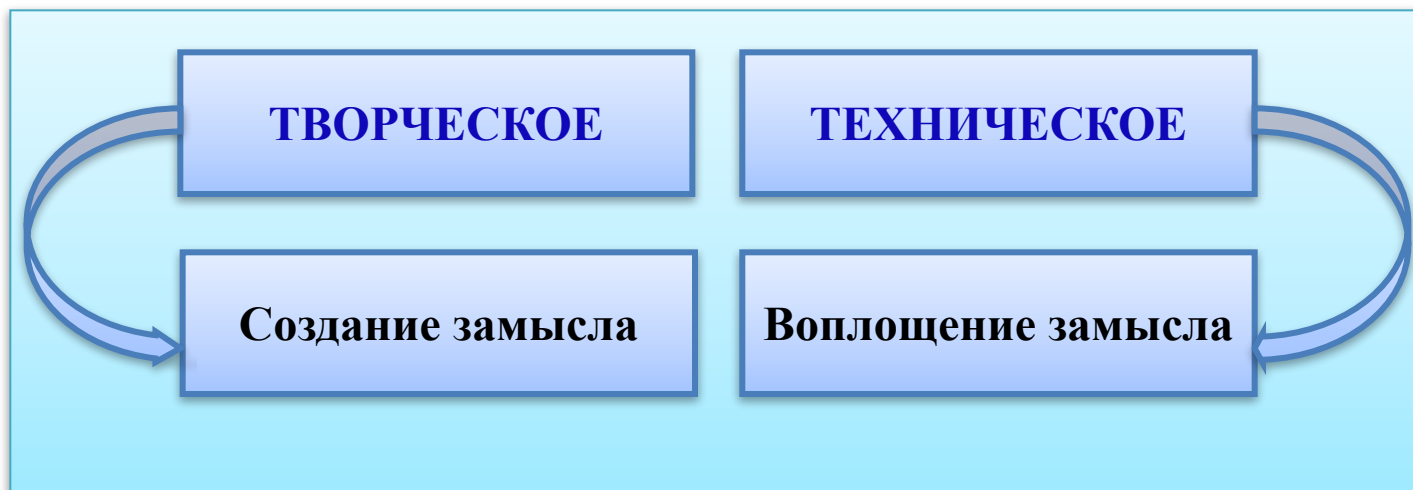 ТВОРЧЕСКОЕ
ТЕХНИЧЕСКОЕ
Создание замысла
Воплощение замысла